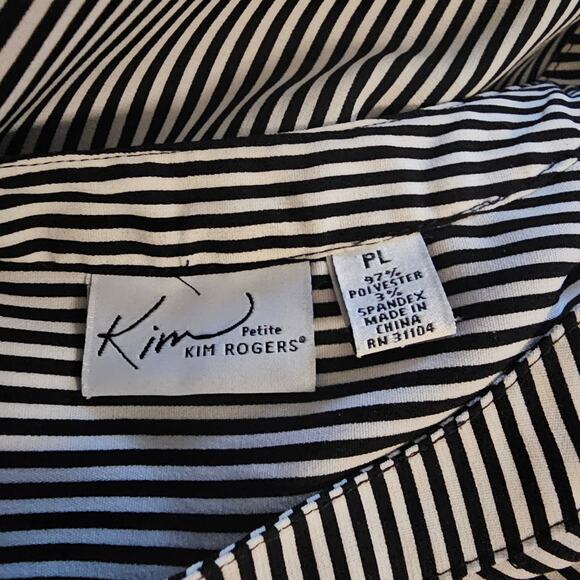 Kim
Petite
KIM ROGERS®
PL
97%
POLYESTER
3%
SPANDEX
MADE IN
CHINA
RN 31104